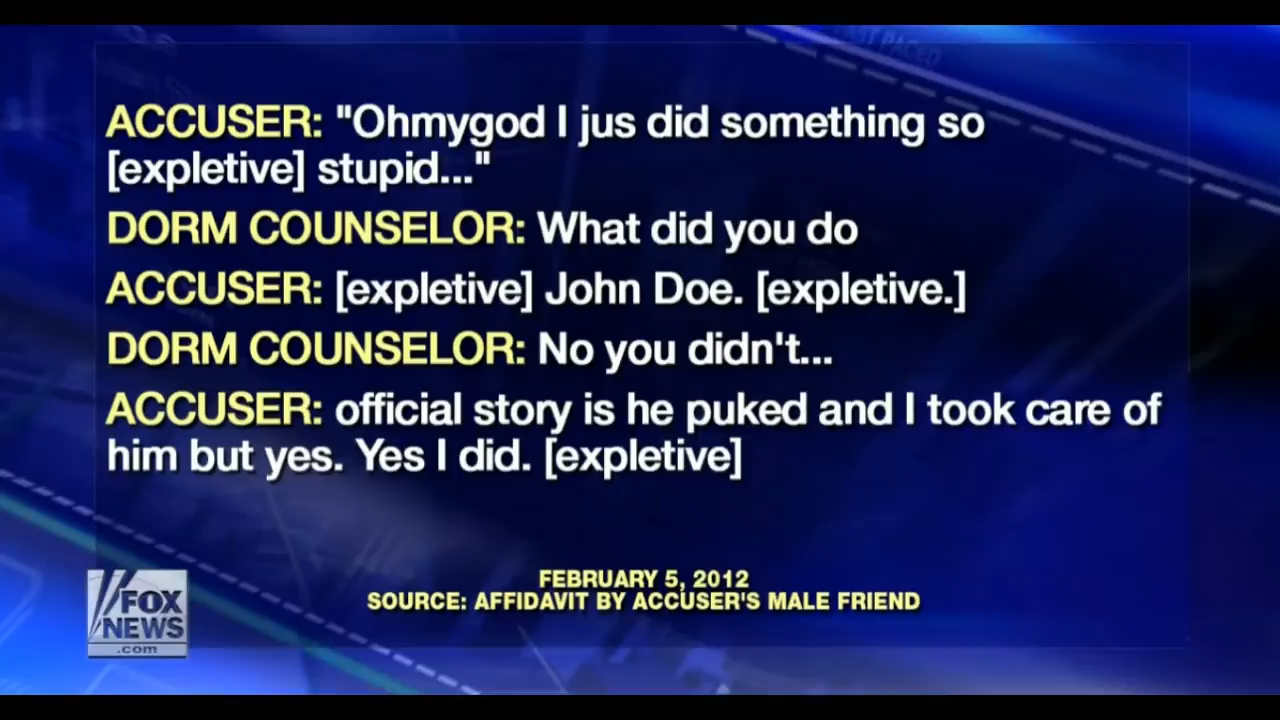 ACCUSER: "Ohmygod I jus did something so
[expletive] stupid..."
DORM COUNSELOR: What did you do
ACCUSER: [expletive] John Doe. [expletive.]
DORM COUNSELOR: No you didn't...
ACCUSER: official story is he puked and I took care of
him but yes. Yes I did. [expletive]
FEBRUARY 5, 2012
SOURCE: AFFIDAVIT BY ACCUSER'S MALE FRIEND
FOX
NEWS
.com